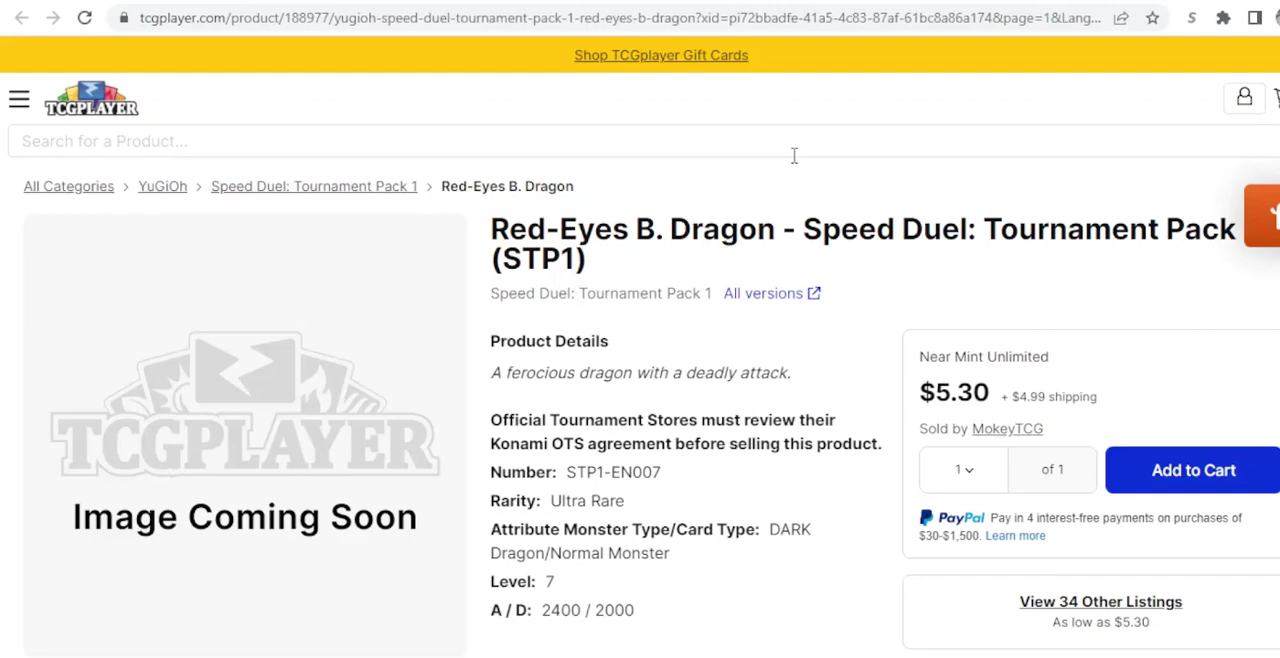 tcgplayer.com/product/188977/yugioh-speed-duel-tournament-pack-1-red-eyes-b-dragon?xid=pi72bbadfe-41a5-4c83-87af-61bc8a86a174&page=1&Lang...
Shop TCGplayer Gift Cards
TCGPLAYER
Search for a Product...
All Categories > YuGiOh > Speed Duel: Tournament Pack 1 > Red-Eyes B. Dragon
Red-Eyes B. Dragon - Speed Duel: Tournament Pack
(STP1)
Speed Duel: Tournament Pack 1 All versions
TCGPLAYER
Image Coming Soon
Product Details
A ferocious dragon with a deadly attack.
Official Tournament Stores must review their
Konami OTS agreement before selling this product.
Number: STP1-EN007
Rarity: Ultra Rare
Attribute Monster Type/Card Type: DARK
Dragon/Normal Monster
Level: 7
A / D: 2400 / 2000
Near Mint Unlimited
$5.30 + $4.99 shipping
Sold by MokeyTCG
1 of 1 Add to Cart
PayPal Pay in 4 interest-free payments on purchases of
$30-$1,500. Learn more
View 34 Other Listings
As low as $5.30